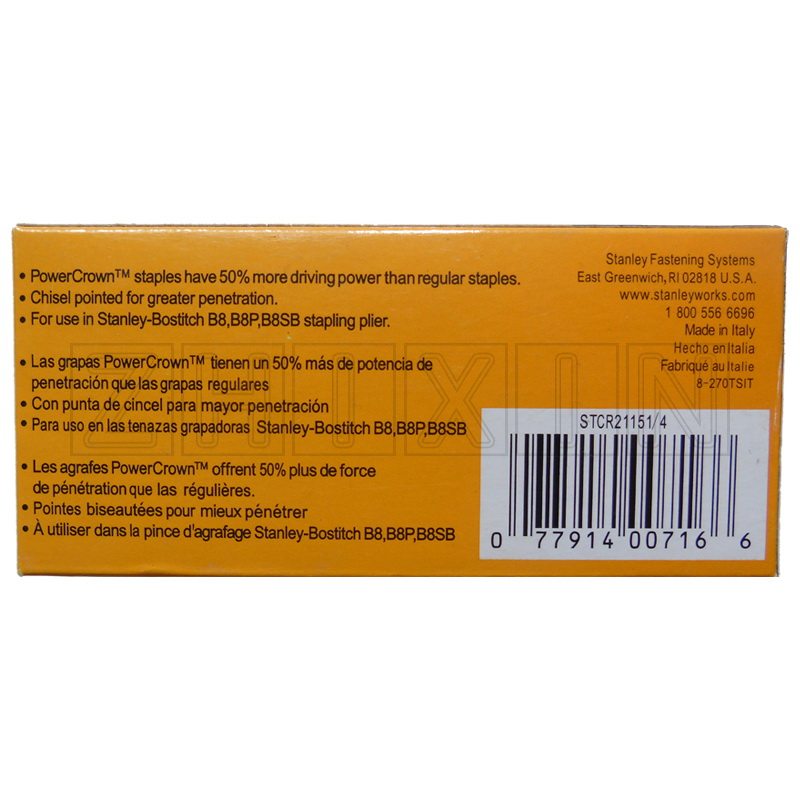 • PowerCrown™ staples have 50% more driving power than regular staples.
• Chisel pointed for greater penetration.
• For use in Stanley-Bostitch B8,B8P,B8SB stapling plier.
• Las grapas PowerCrown™ tienen un 50% más de potencia de
penetración que las grapas regulares
• Con punta de cincel para mayor penetración
• Para uso en las tenazas grapadoras Stanley-Bostitch B8,B8P,B8SB
• Les agrafes PowerCrown™ offrent 50% plus de force
de pénétration que las régulières.
• Pointes biseautées pour mieux pénétrer
• À utiliser dans la pince d'agrafage Stanley-Bostitch B8,B8P,B8SB
Stanley Fastening Systems
East Greenwich,RI 02818 U.S.A.
www.stanleyworks.com
1 800 556 6696
Made in Italy
Hecho en Italia
Fabriqué au Italie
8-270TSIT
STCR21151/4
0 77914 00716 6
ZHIXIN